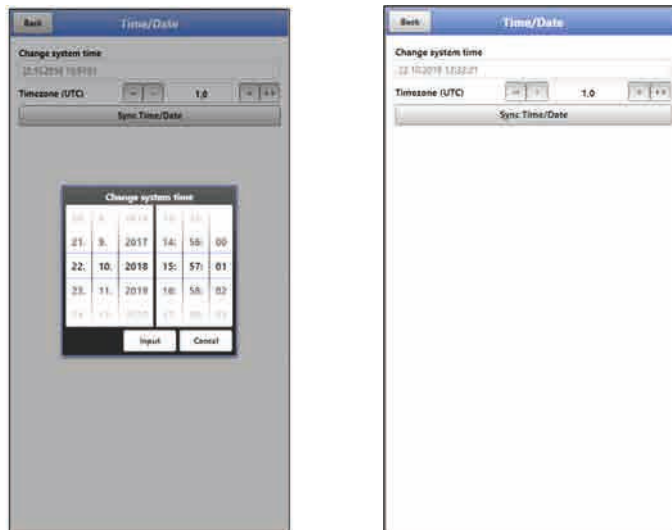 Back Time/Date
Change system time
Timezone (UTC) 1,0
Sync Time/Date
Change system time
21. 9. 2017 14: 56: 00
22. 10. 2018 15: 57: 01
23. 11. 2019 16: 58: 02
Input Cancel
Back Time/Date
Change system time
Timezone (UTC) 1,0
Sync Time/Date